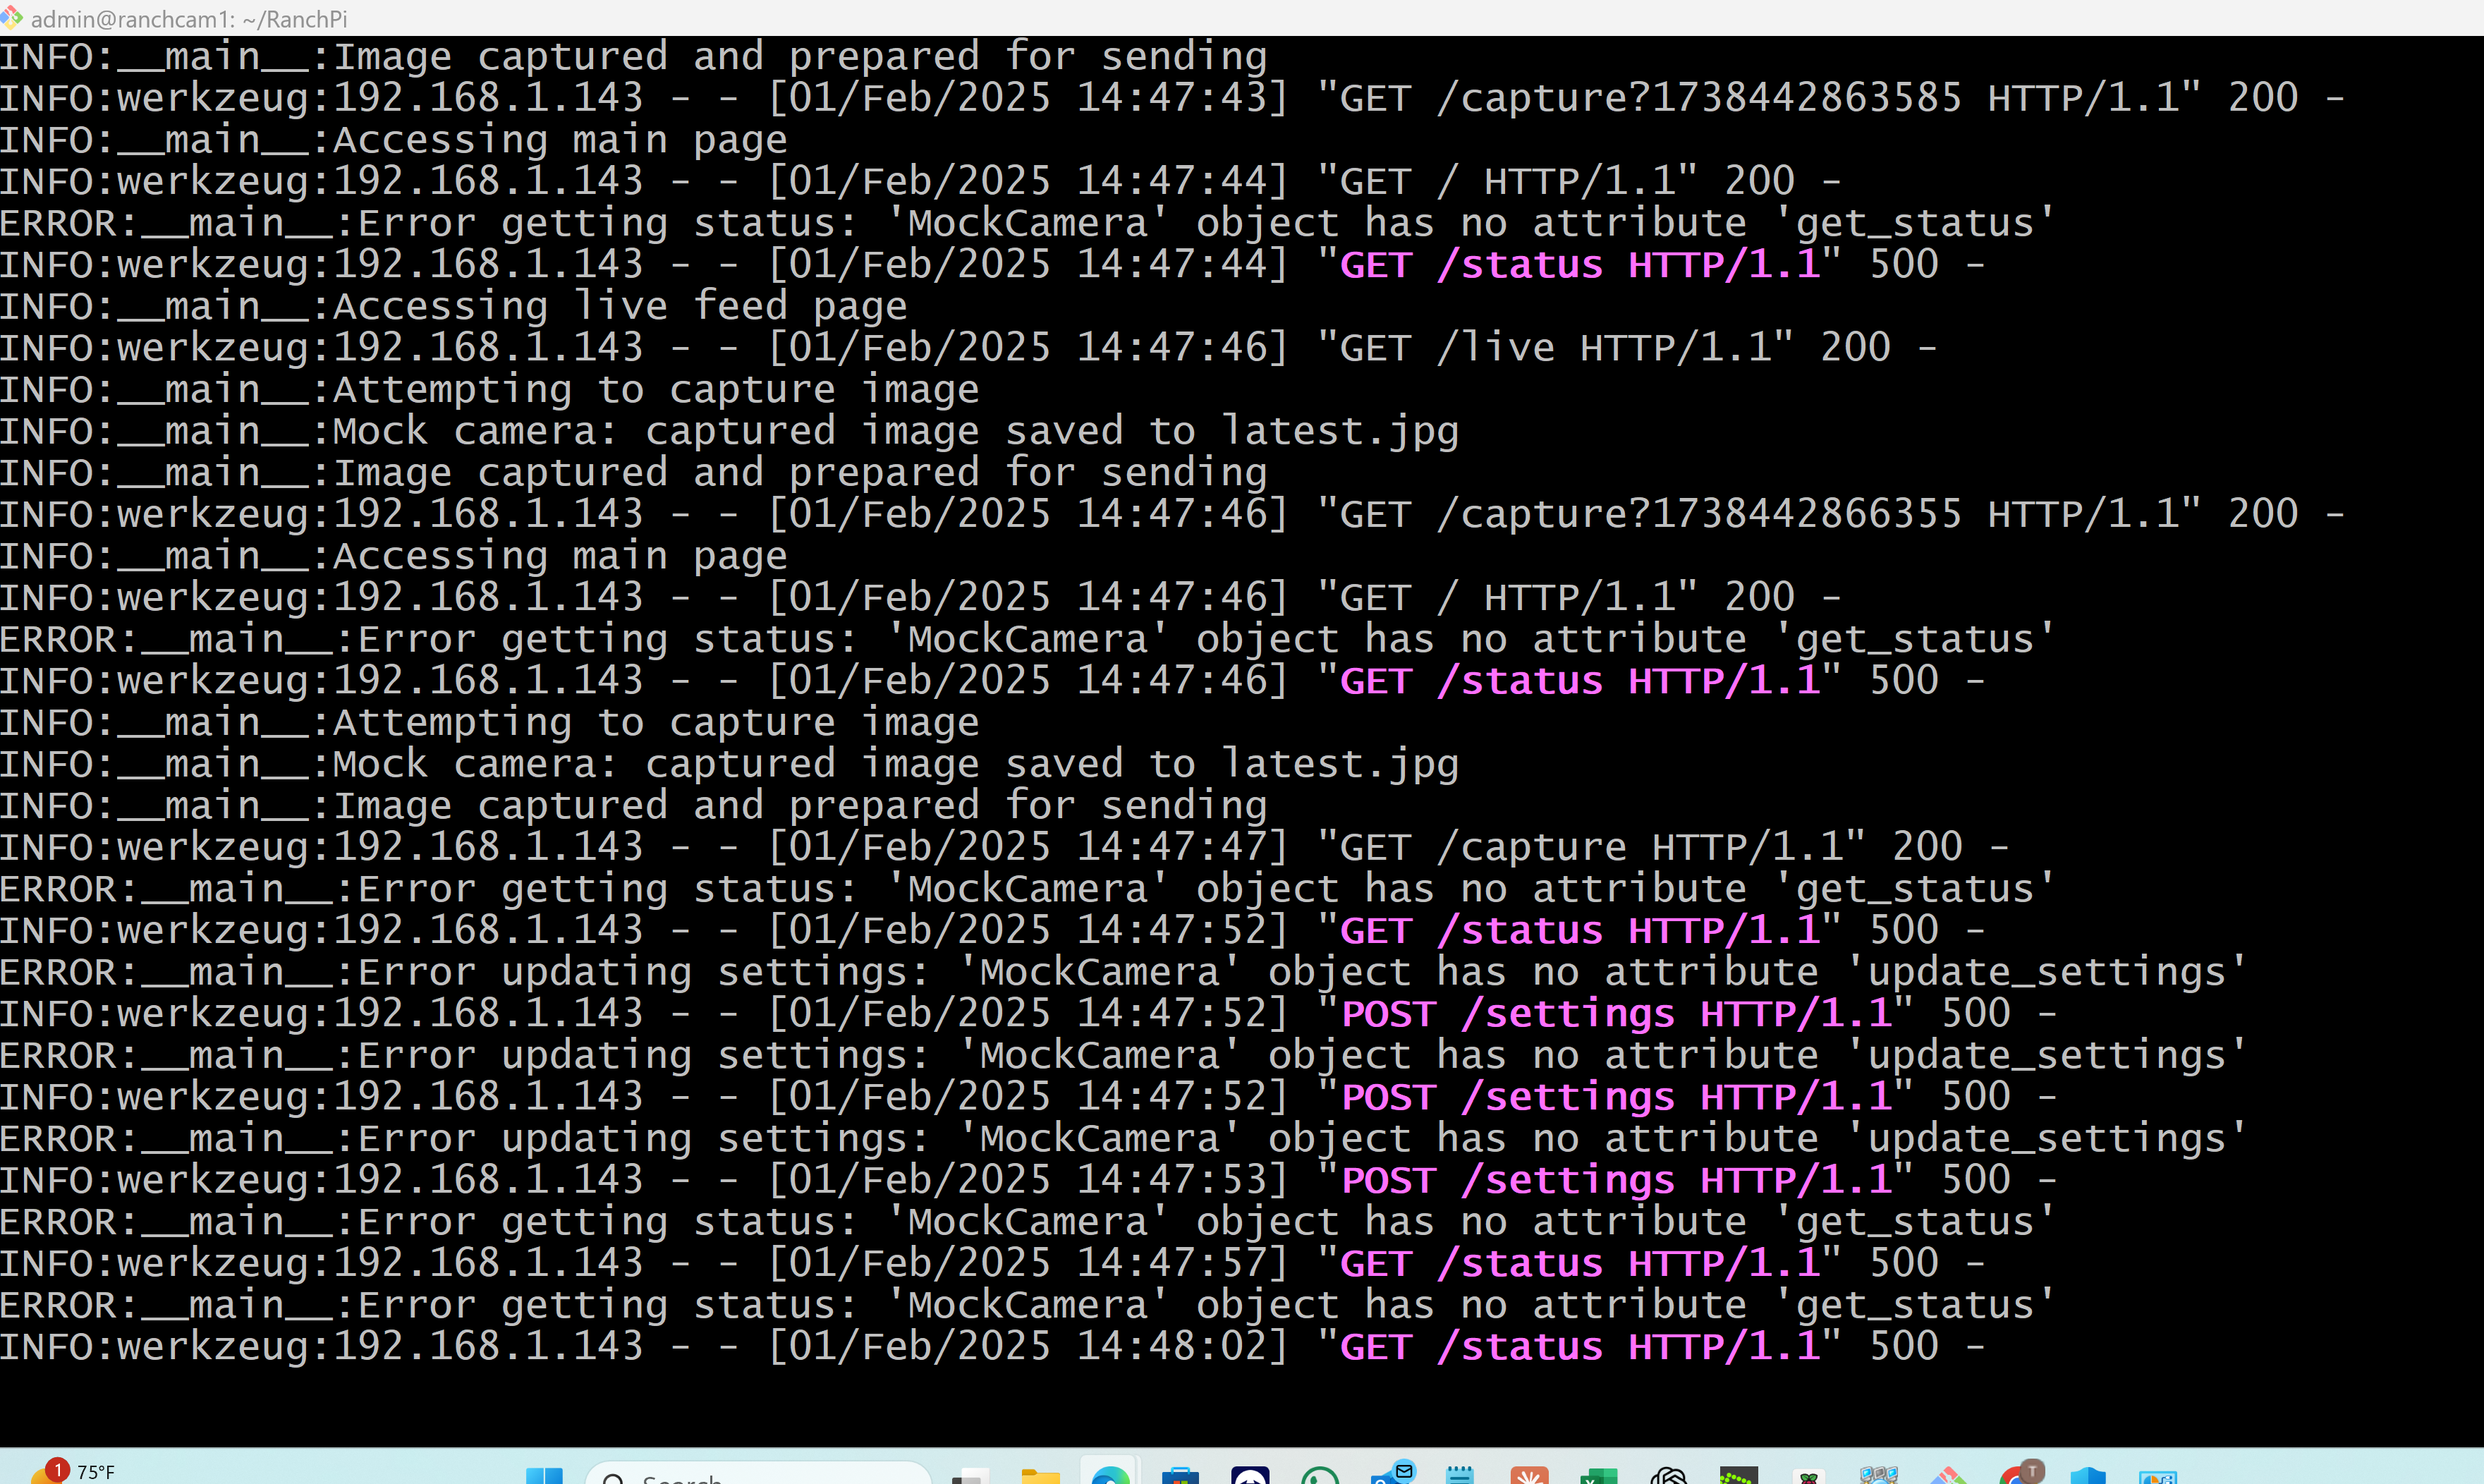 admin@ranchcam1: ~/RanchPi
INFO:__main__:Image captured and prepared for sending
INFO:werkzeug:192.168.1.143 - - [01/Feb/2025 14:47:43] "GET /capture?1738442863585 HTTP/1.1" 200 -
INFO:__main__:Accessing main page
INFO:werkzeug:192.168.1.143 - - [01/Feb/2025 14:47:44] "GET / HTTP/1.1" 200 -
ERROR:__main__:Error getting status: 'MockCamera' object has no attribute 'get_status'
INFO:werkzeug:192.168.1.143 - - [01/Feb/2025 14:47:44] "GET /status HTTP/1.1" 500 -
INFO:__main__:Accessing live feed page
INFO:werkzeug:192.168.1.143 - - [01/Feb/2025 14:47:46] "GET /live HTTP/1.1" 200 -
INFO:__main__:Attempting to capture image
INFO:__main__:Mock camera: captured image saved to latest.jpg
INFO:__main__:Image captured and prepared for sending
INFO:werkzeug:192.168.1.143 - - [01/Feb/2025 14:47:46] "GET /capture?1738442866355 HTTP/1.1" 200 -
INFO:__main__:Accessing main page
INFO:werkzeug:192.168.1.143 - - [01/Feb/2025 14:47:46] "GET / HTTP/1.1" 200 -
ERROR:__main__:Error getting status: 'MockCamera' object has no attribute 'get_status'
INFO:werkzeug:192.168.1.143 - - [01/Feb/2025 14:47:46] "GET /status HTTP/1.1" 500 -
INFO:__main__:Attempting to capture image
INFO:__main__:Mock camera: captured image saved to latest.jpg
INFO:__main__:Image captured and prepared for sending
INFO:werkzeug:192.168.1.143 - - [01/Feb/2025 14:47:47] "GET /capture HTTP/1.1" 200 -
ERROR:__main__:Error getting status: 'MockCamera' object has no attribute 'get_status'
INFO:werkzeug:192.168.1.143 - - [01/Feb/2025 14:47:52] "GET /status HTTP/1.1" 500 -
ERROR:__main__:Error updating settings: 'MockCamera' object has no attribute 'update_settings'
INFO:werkzeug:192.168.1.143 - - [01/Feb/2025 14:47:52] "POST /settings HTTP/1.1" 500 -
ERROR:__main__:Error updating settings: 'MockCamera' object has no attribute 'update_settings'
INFO:werkzeug:192.168.1.143 - - [01/Feb/2025 14:47:52] "POST /settings HTTP/1.1" 500 -
ERROR:__main__:Error updating settings: 'MockCamera' object has no attribute 'update_settings'
INFO:werkzeug:192.168.1.143 - - [01/Feb/2025 14:47:53] "POST /settings HTTP/1.1" 500 -
ERROR:__main__:Error getting status: 'MockCamera' object has no attribute 'get_status'
INFO:werkzeug:192.168.1.143 - - [01/Feb/2025 14:47:57] "GET /status HTTP/1.1" 500 -
ERROR:__main__:Error getting status: 'MockCamera' object has no attribute 'get_status'
INFO:werkzeug:192.168.1.143 - - [01/Feb/2025 14:48:02] "GET /status HTTP/1.1" 500 -
1 75°F Search T